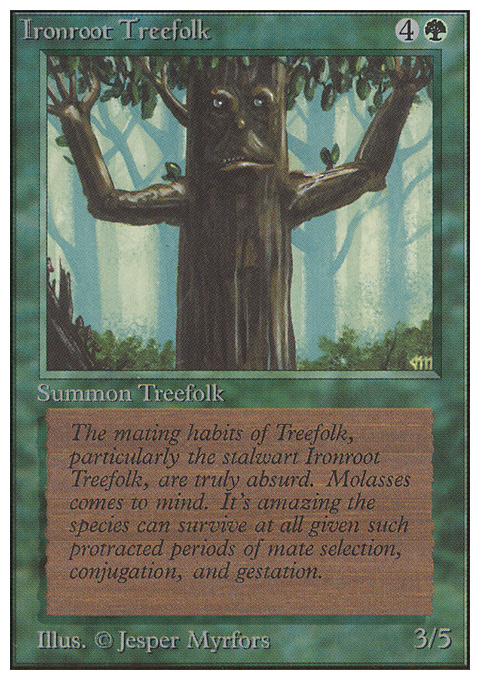 Ironroot Treefolk 4
Summon Treefolk
The mating habits of Treefolk,
particularly the stalwart Ironroot
Treefolk, are truly absurd. Molasses
comes to mind. It's amazing the
species can survive at all given such
protracted periods of mate selection,
conjugation, and gestation.
Illus. © Jesper Myrfors 3/5